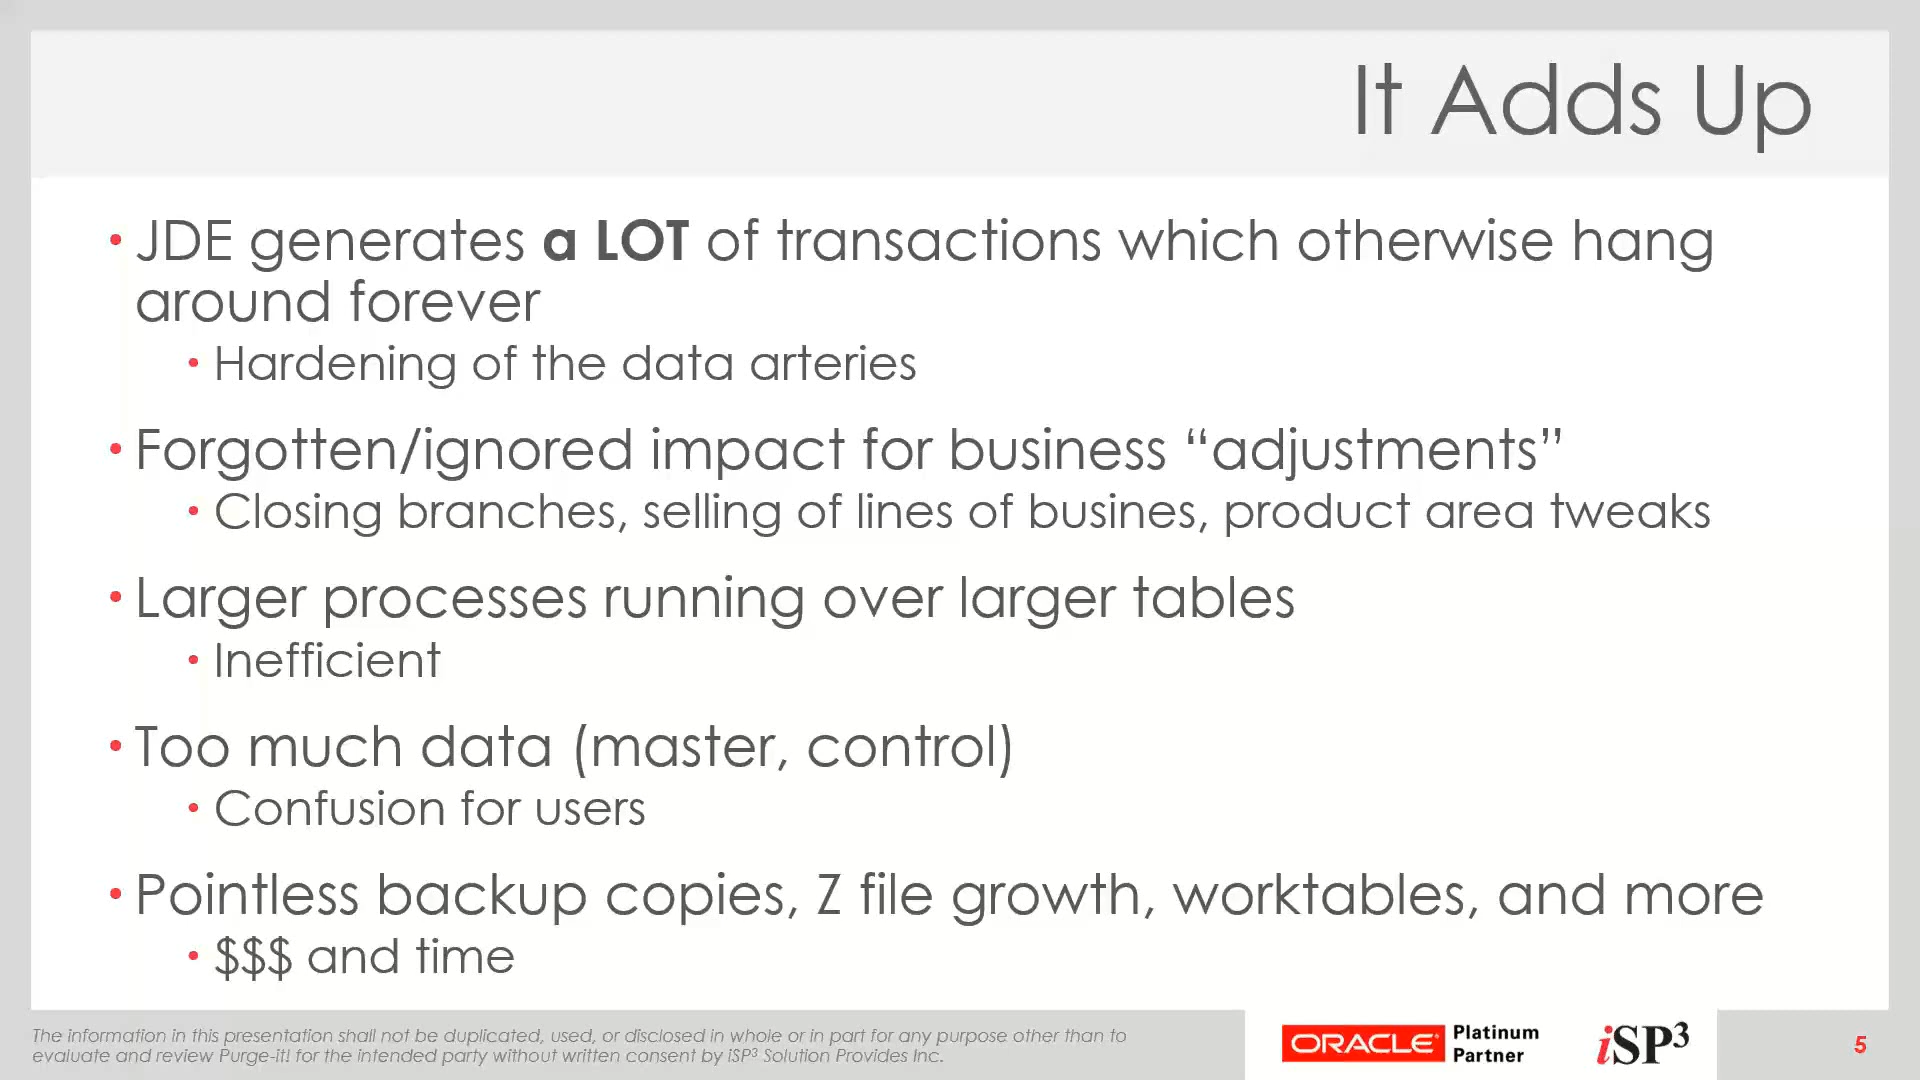 It Adds Up
• JDE generates a LOT of transactions which otherwise hang
around forever
• Hardening of the data arteries
• Forgotten/ignored impact for business “adjustments”
• Closing branches, selling of lines of busines, product area tweaks
• Larger processes running over larger tables
• Inefficient
• Too much data (master, control)
• Confusion for users
• Pointless backup copies, Z file growth, worktables, and more
• $$$ and time
The information in this presentation shall not be duplicated, used, or disclosed in whole or in part for any purpose other than to
evaluate and review Purge-it! for the intended party without written consent by iSP³ Solution Provides Inc.
ORACLE Platinum
Partner
iSP³
5